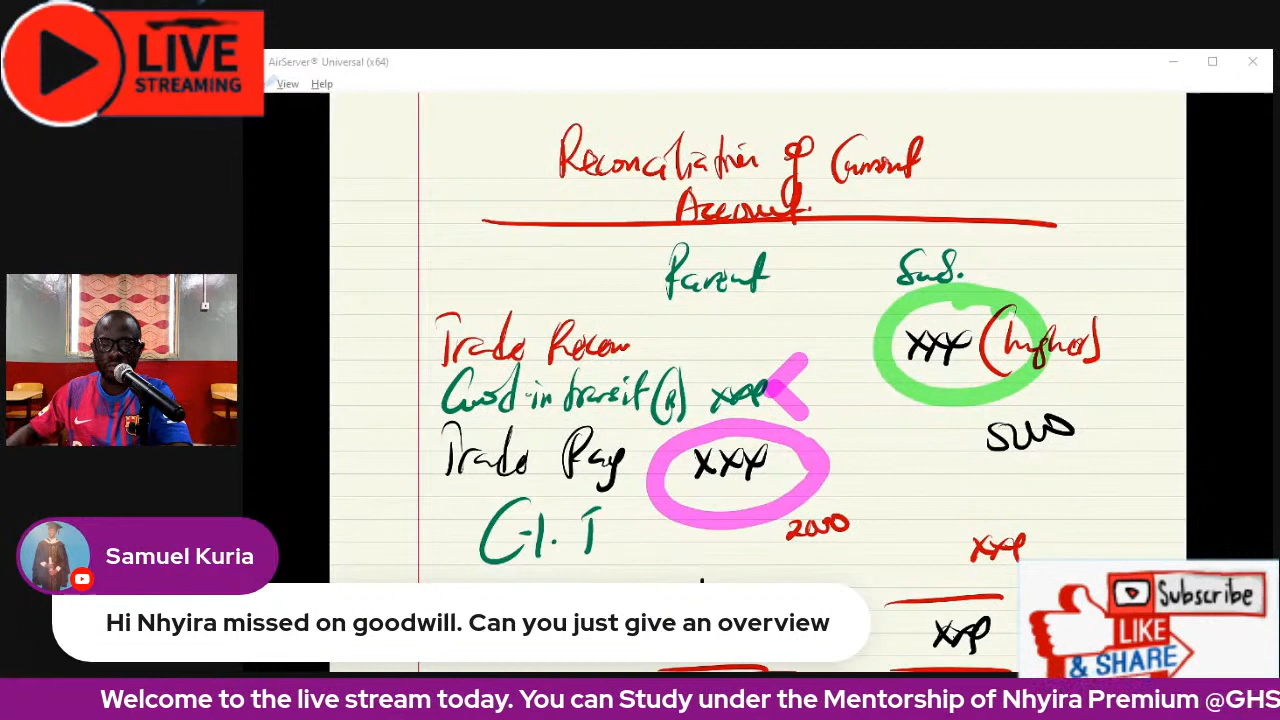 LIVE
STREAMING
AirServer® Universal (x64)
View Help
Reconciliation of Current
Account.
Parent Sub.
Trade Receiv xxx (higher)
Good-in transit (P) xxx
5000
Trade Pay xxx
2000
C.I.T
xxx
xxx
Samuel Kuria
Hi Nhyira missed on goodwill. Can you just give an overview
Subscribe
LIKE
& SHARE
Welcome to the live stream today. You can Study under the Mentorship of Nhyira Premium @GHS